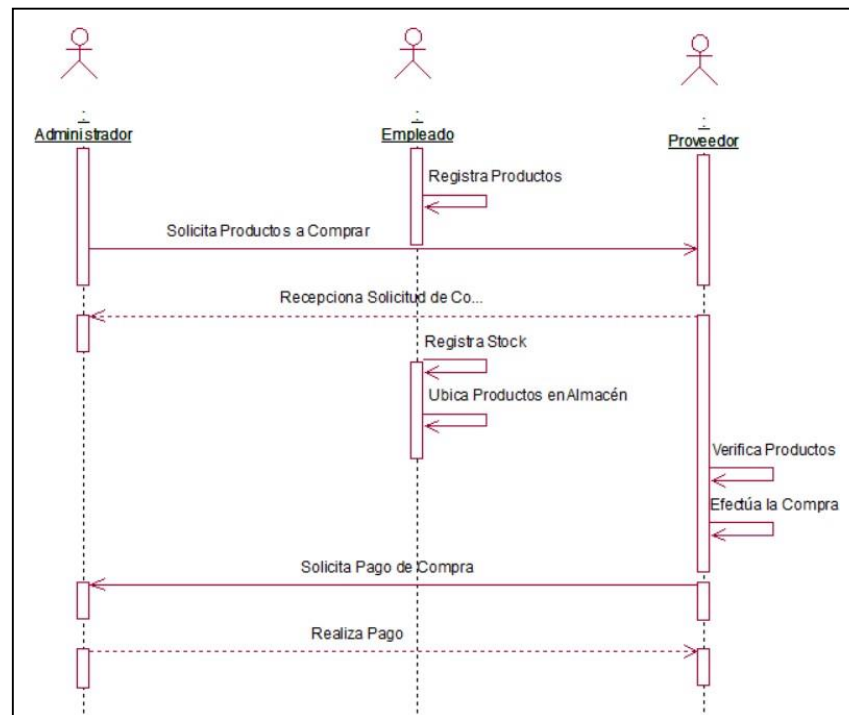 :
Administrador
:
Empleado
:
Proveedor
Registra Productos
Solicita Productos a Comprar
Recepciona Solicitud de Co...
Registra Stock
Ubica Productos en Almacén
Verifica Productos
Efectúa la Compra
Solicita Pago de Compra
Realiza Pago